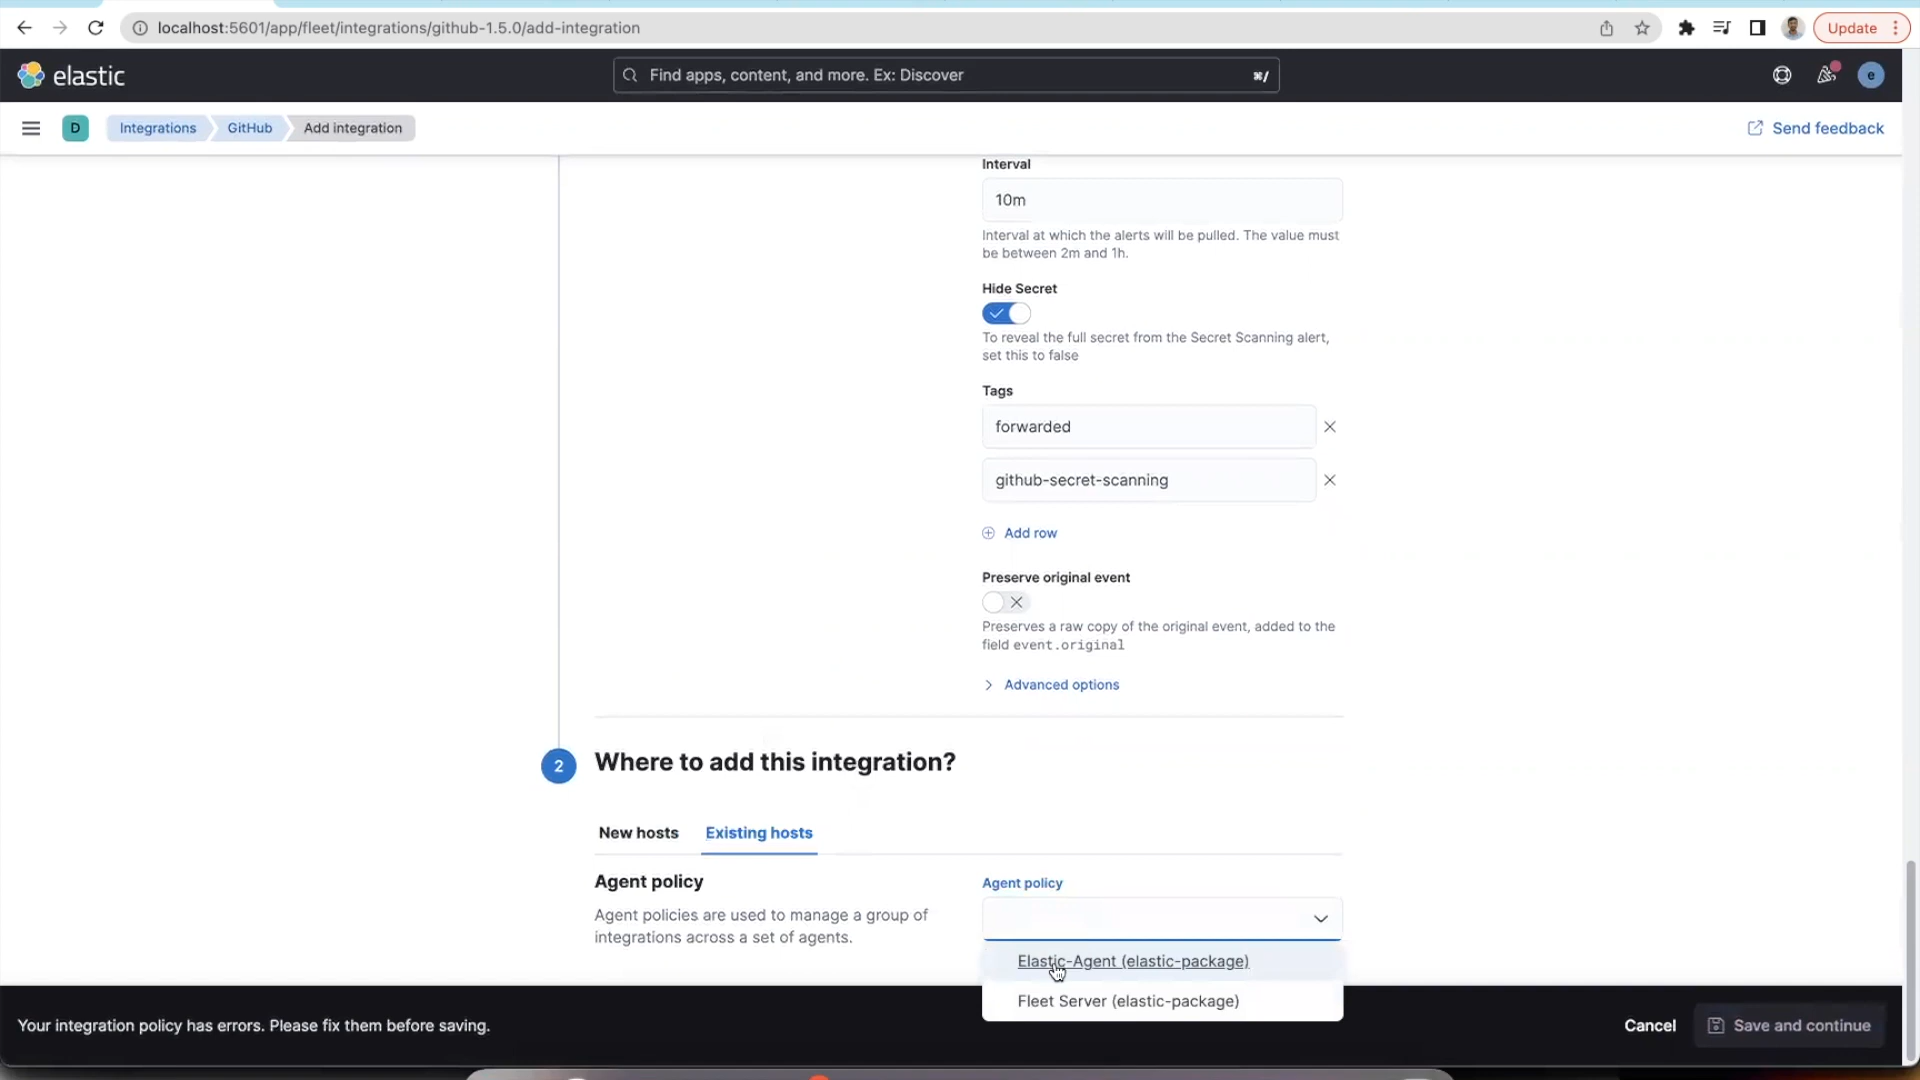 localhost:5601/app/fleet/integrations/github-1.5.0/add-integration
Update
elastic
Find apps, content, and more. Ex: Discover
⌘/
e
D
Integrations
GitHub
Add integration
Send feedback
Interval
10m
Interval at which the alerts will be pulled. The value must
be between 2m and 1h.
Hide Secret
To reveal the full secret from the Secret Scanning alert,
set this to false
Tags
forwarded
github-secret-scanning
Add row
Preserve original event
Preserves a raw copy of the original event, added to the
field event.original
Advanced options
2
Where to add this integration?
New hosts
Existing hosts
Agent policy
Agent policies are used to manage a group of
integrations across a set of agents.
Agent policy
Elastic-Agent (elastic-package)
Fleet Server (elastic-package)
Your integration policy has errors. Please fix them before saving.
Cancel
Save and continue